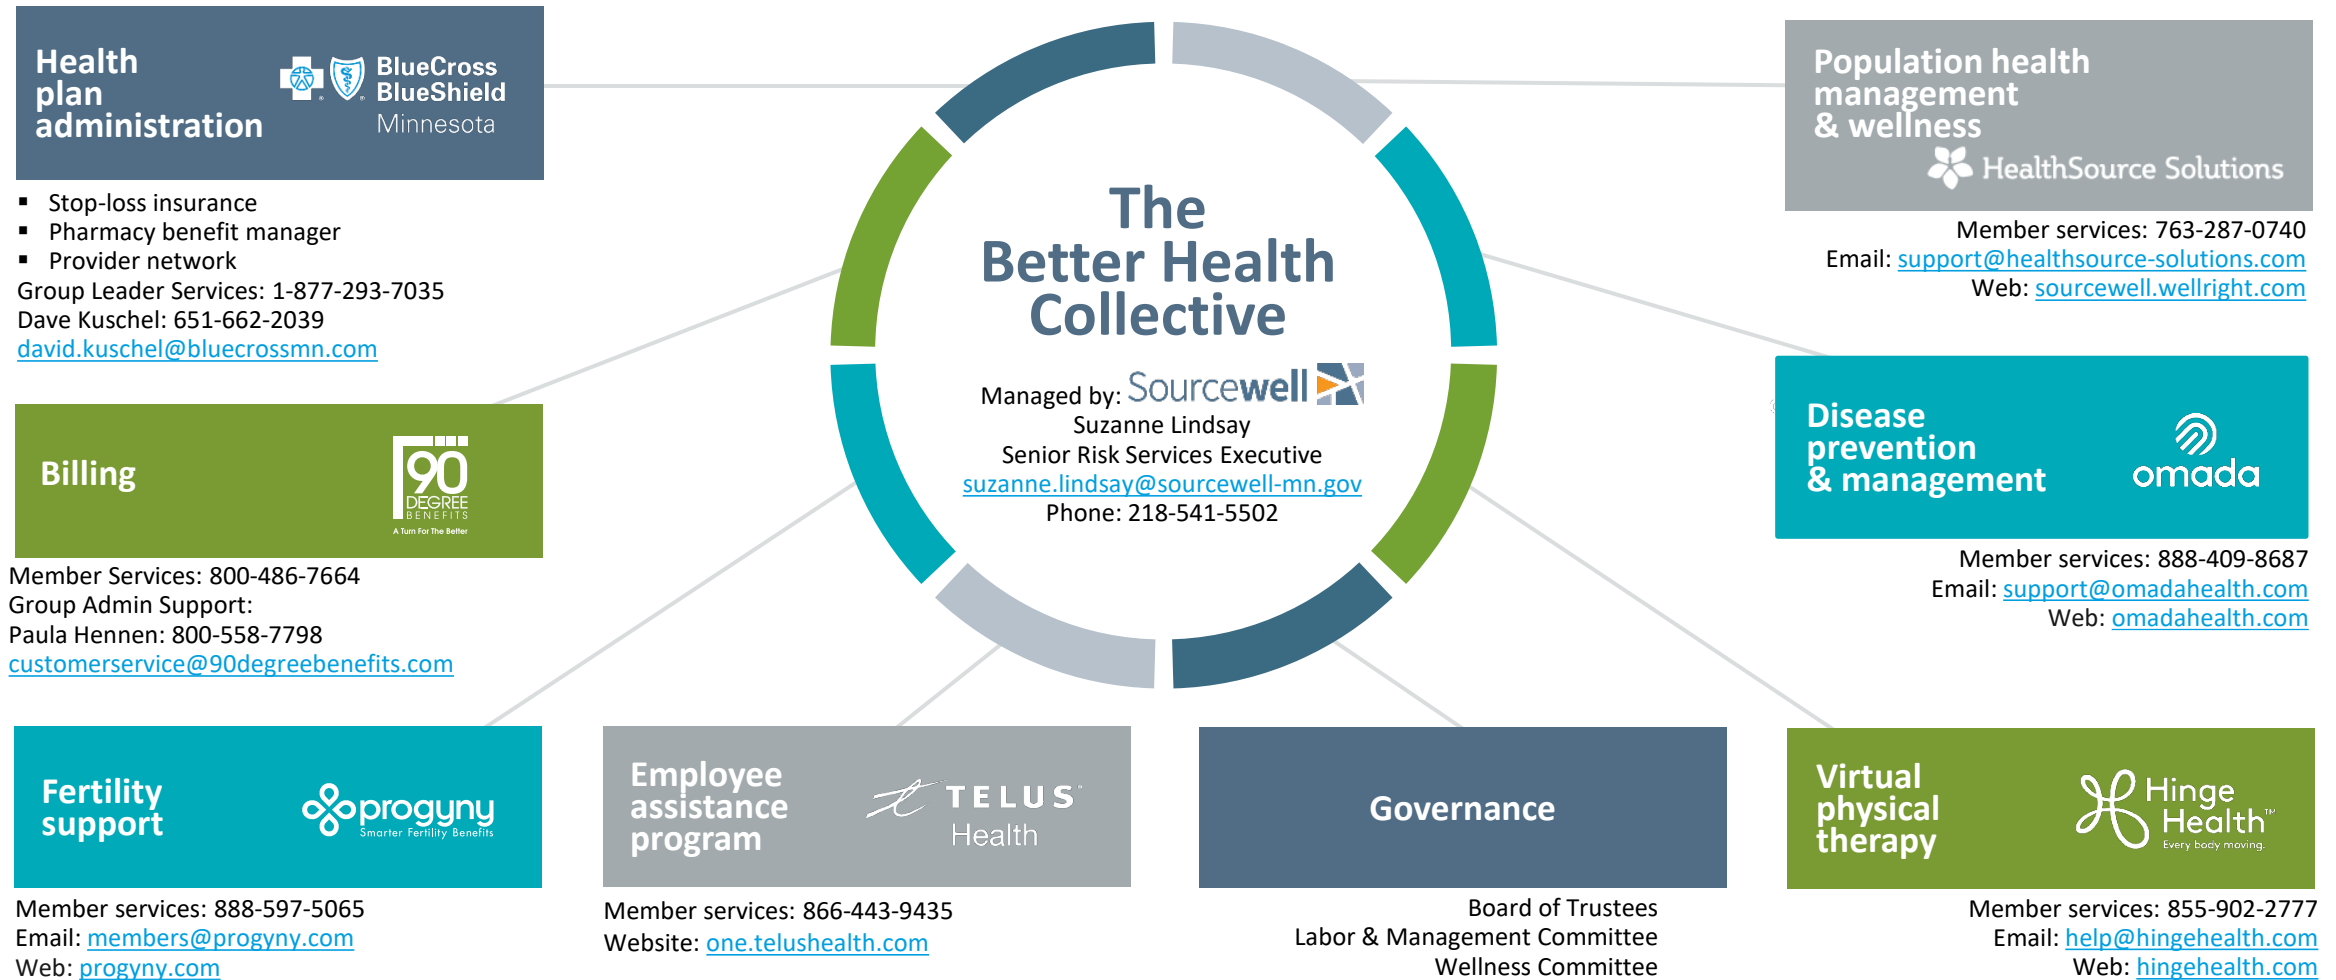 Health
plan
administration
BlueCross
BlueShield
Minnesota
▪ Stop-loss insurance
▪ Pharmacy benefit manager
▪ Provider network
Group Leader Services: 1-877-293-7035
Dave Kuschel: 651-662-2039
david.kuschel@bluecrossmn.com
Billing
90
DEGREE
BENEFITS
A Turn For The Better
Member Services: 800-486-7664
Group Admin Support:
Paula Hennen: 800-558-7798
customerservice@90degreebenefits.com
Fertility
support
progyny
Smarter Fertility Benefits
Member services: 888-597-5065
Email: members@progyny.com
Web: progyny.com
The
Better Health
Collective
Managed by: Sourcewell
Suzanne Lindsay
Senior Risk Services Executive
suzanne.lindsay@sourcewell-mn.gov
Phone: 218-541-5502
Employee
assistance
program
TELUS™
Health
Member services: 866-443-9435
Website: one.telushealth.com
Governance
Board of Trustees
Labor & Management Committee
Wellness Committee
Population health
management
& wellness
HealthSource Solutions
Member services: 763-287-0740
Email: support@healthsource-solutions.com
Web: sourcewell.wellright.com
Disease
prevention
& management
omada
Member services: 888-409-8687
Email: support@omadahealth.com
Web: omadahealth.com
Virtual
physical
therapy
Hinge
Health™
Every body moving.
Member services: 855-902-2777
Email: help@hingehealth.com
Web: hingehealth.com